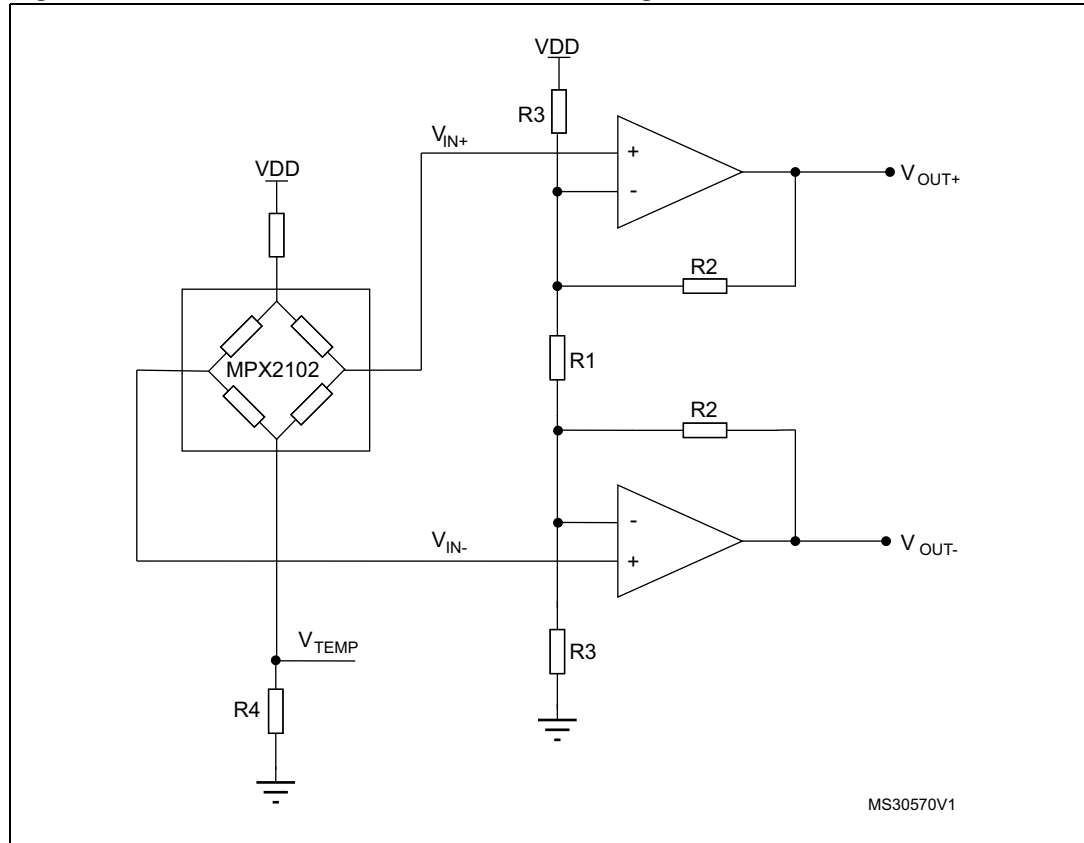 VDD
R3
VIN+
VDD
+
-
VOUT+
R2
MPX2102
R1
R2
VIN-
-
+
VOUT-
VTEMP
R3
R4
MS30570V1